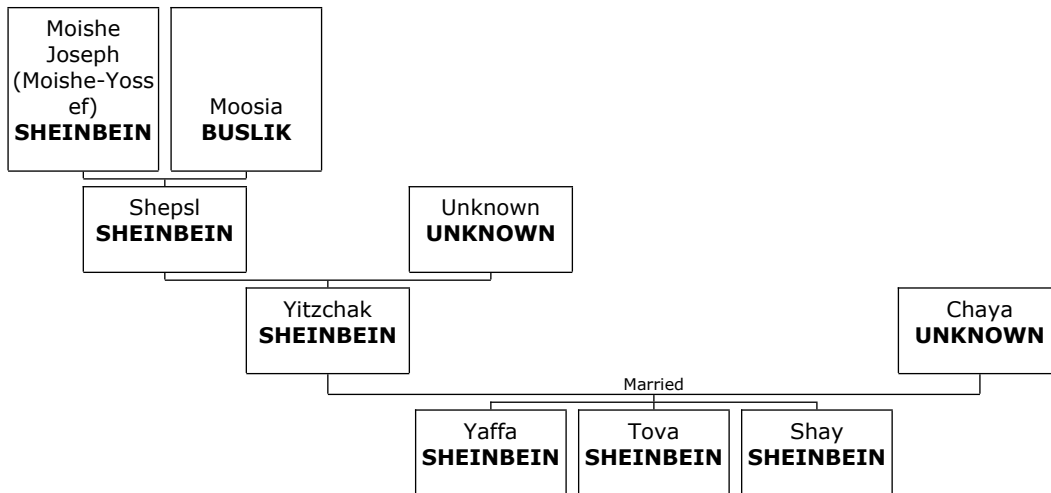 Moishe
Joseph
(Moishe-Yoss
ef)
SHEINBEIN
Moosia
BUSLIK
Shepsl
SHEINBEIN
Unknown
UNKNOWN
Yitzchak
SHEINBEIN
Chaya
UNKNOWN
Married
Yaffa
SHEINBEIN
Tova
SHEINBEIN
Shay
SHEINBEIN